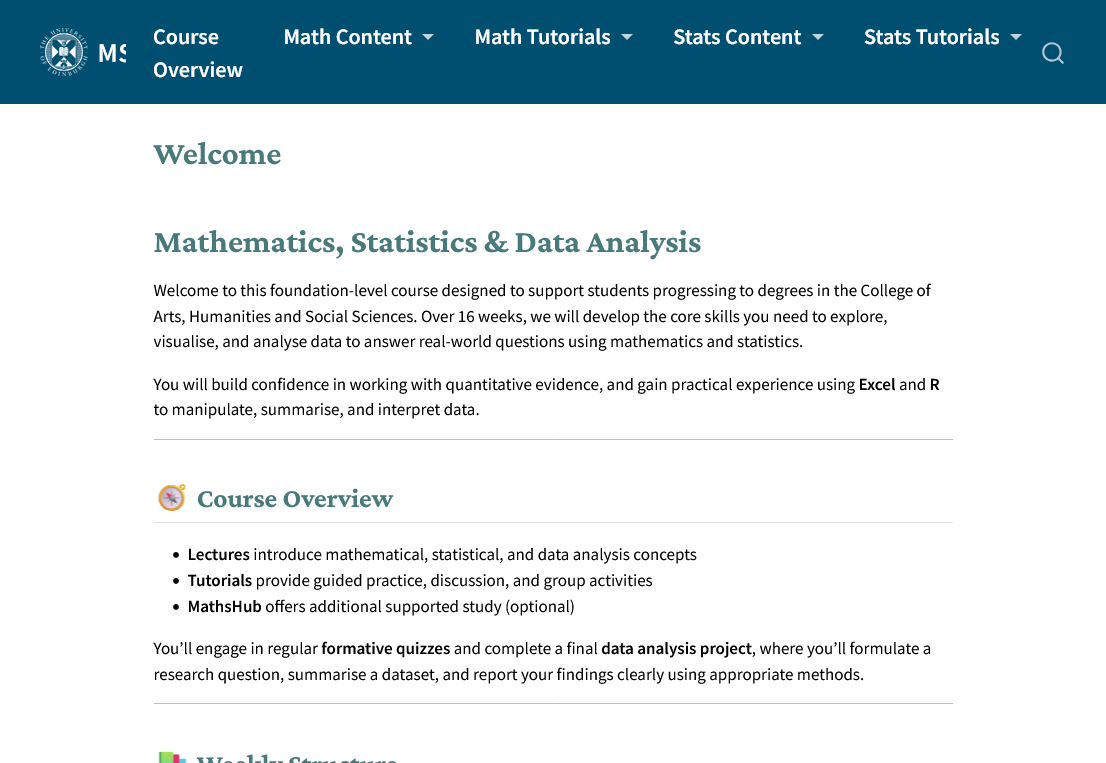 THE UNIVERSITY OF EDINBURGH
MS
Course Overview
Math Content
Math Tutorials
Stats Content
Stats Tutorials
Welcome
Mathematics, Statistics & Data Analysis
Welcome to this foundation-level course designed to support students progressing to degrees in the College of
Arts, Humanities and Social Sciences. Over 16 weeks, we will develop the core skills you need to explore,
visualise, and analyse data to answer real-world questions using mathematics and statistics.
You will build confidence in working with quantitative evidence, and gain practical experience using Excel and R
to manipulate, summarise, and interpret data.
Course Overview
• Lectures introduce mathematical, statistical, and data analysis concepts
• Tutorials provide guided practice, discussion, and group activities
• MathsHub offers additional supported study (optional)
You’ll engage in regular formative quizzes and complete a final data analysis project, where you’ll formulate a
research question, summarise a dataset, and report your findings clearly using appropriate methods.
Weekly Structure